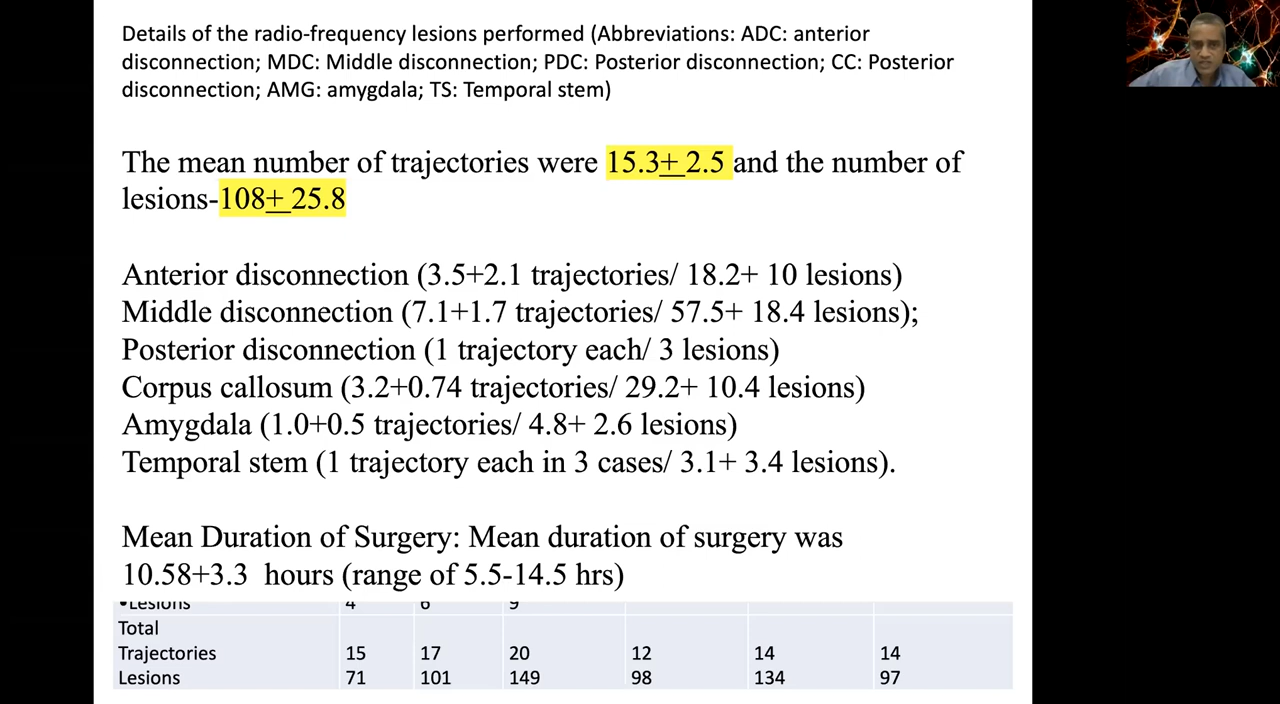 Details of the radio-frequency lesions performed (Abbreviations: ADC: anterior
disconnection; MDC: Middle disconnection; PDC: Posterior disconnection; CC: Posterior
disconnection; AMG: amygdala; TS: Temporal stem)
The mean number of trajectories were 15.3+ 2.5 and the number of
lesions-108+ 25.8
Anterior disconnection (3.5+2.1 trajectories/ 18.2+ 10 lesions)
Middle disconnection (7.1+1.7 trajectories/ 57.5+ 18.4 lesions);
Posterior disconnection (1 trajectory each/ 3 lesions)
Corpus callosum (3.2+0.74 trajectories/ 29.2+ 10.4 lesions)
Amygdala (1.0+0.5 trajectories/ 4.8+ 2.6 lesions)
Temporal stem (1 trajectory each in 3 cases/ 3.1+ 3.4 lesions).
Mean Duration of Surgery: Mean duration of surgery was
10.58+3.3 hours (range of 5.5-14.5 hrs)
•Lesions 4 6 9
Total
Trajectories 15 17 20 12 14 14
Lesions 71 101 149 98 134 97